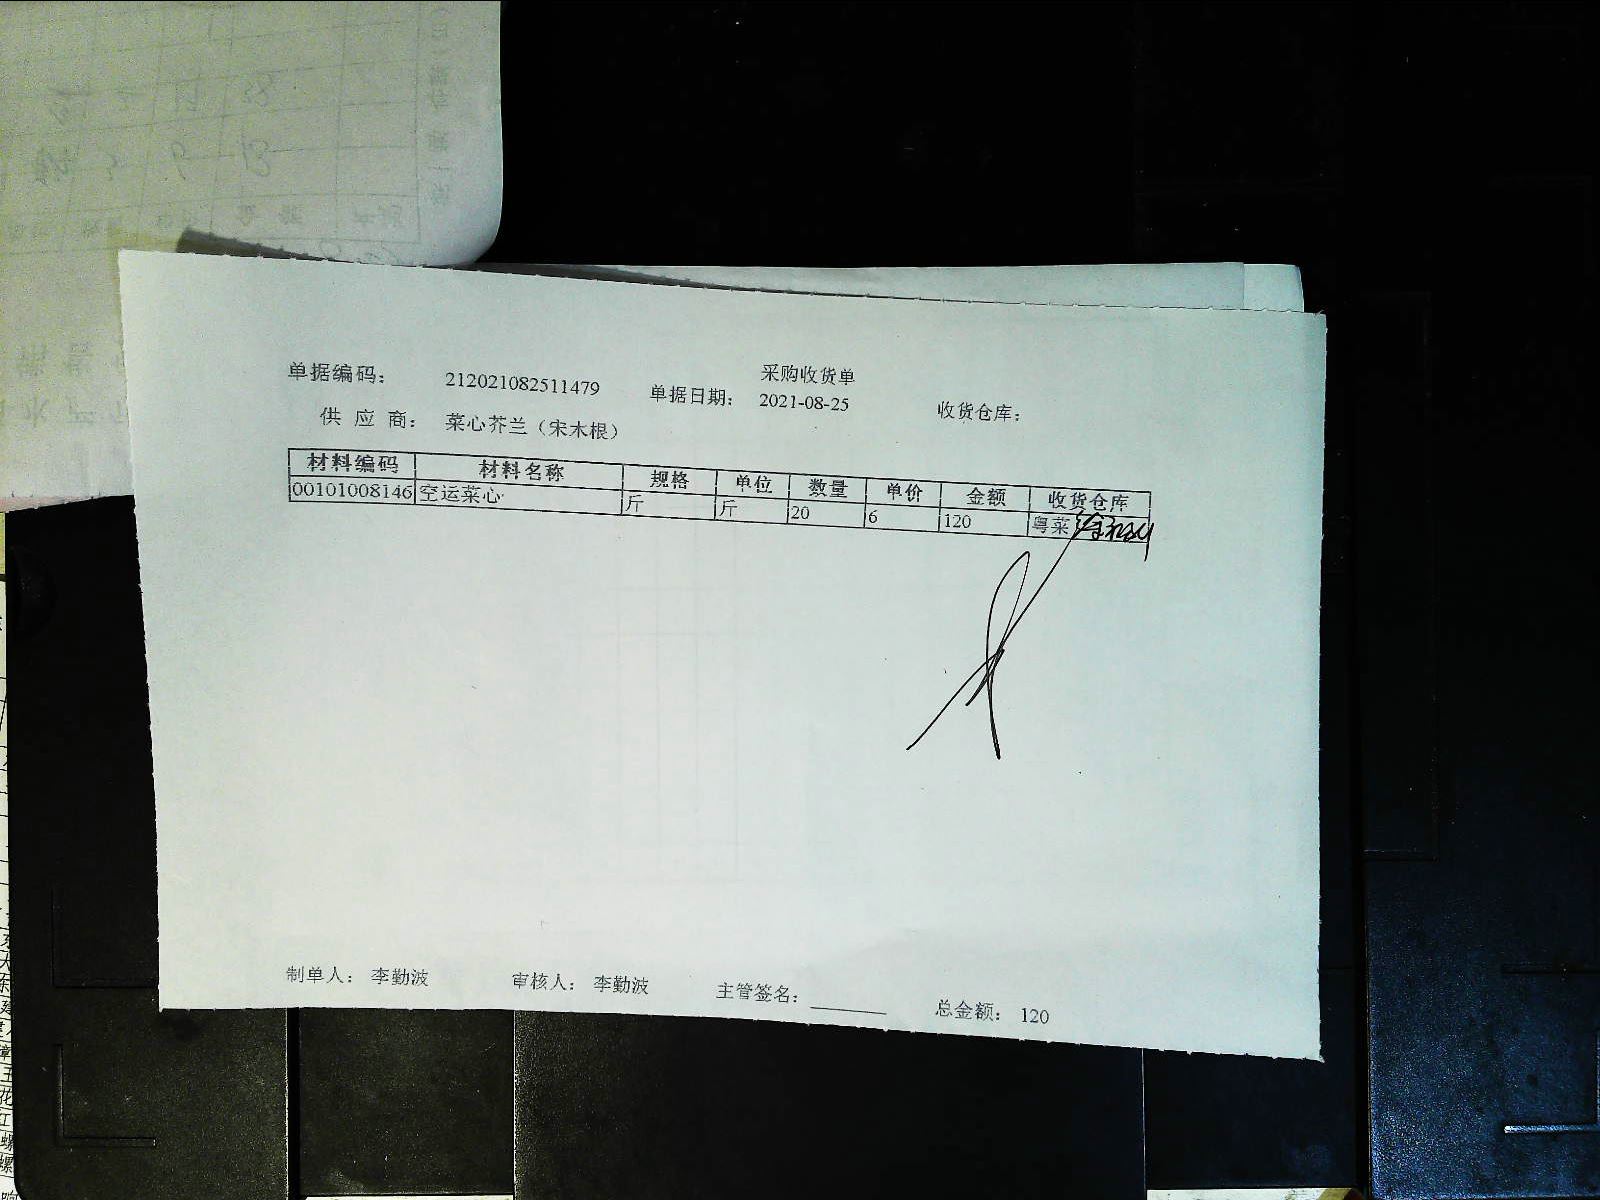 采购收货单
单据编码： 212021082511479 单据日期： 2021-08-25 收货仓库：
供 应 商： 菜心芥兰（宋木根）
材料编码 材料名称 规格 单位 数量 单价 金额 收货仓库
00101008146 空运菜心 斤 斤 20 6 120 粤菜
制单人： 李勤波 审核人： 李勤波 主管签名： 总金额： 120